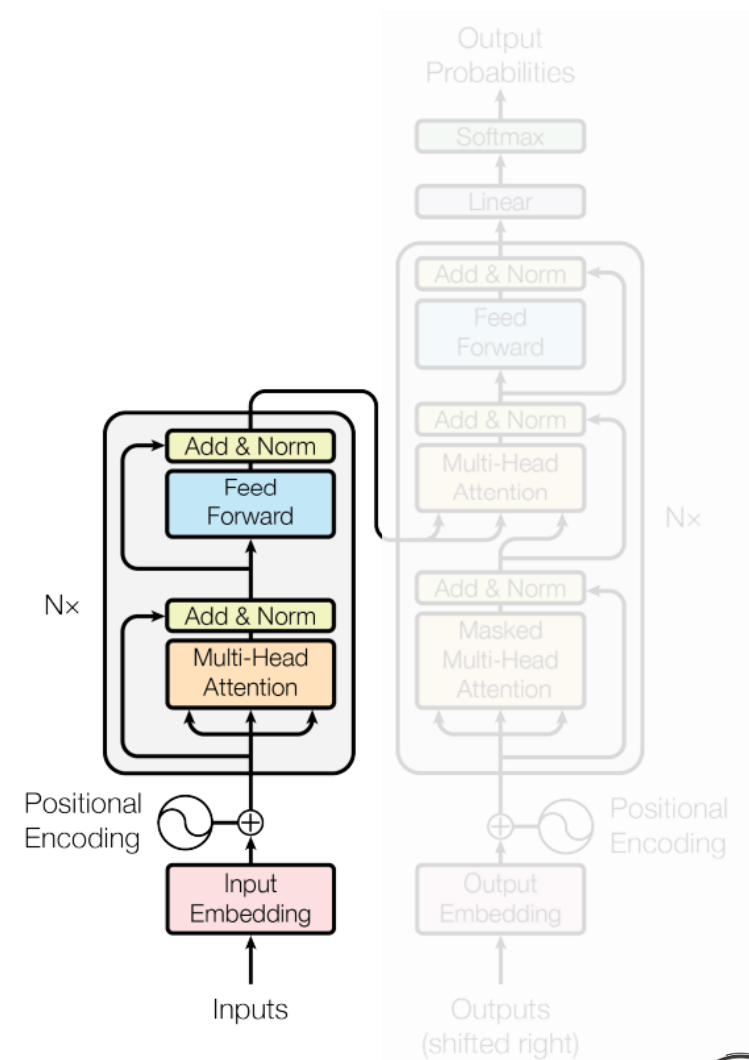 Output
Probabilities
Softmax
Linear
Add & Norm
Feed
Forward
Add & Norm
Multi-Head
Attention
N×
Add & Norm
Masked
Multi-Head
Attention
Positional
Encoding
Output
Embedding
Outputs
(shifted right)
Add & Norm
Feed
Forward
N×
Add & Norm
Multi-Head
Attention
Positional
Encoding
Input
Embedding
Inputs